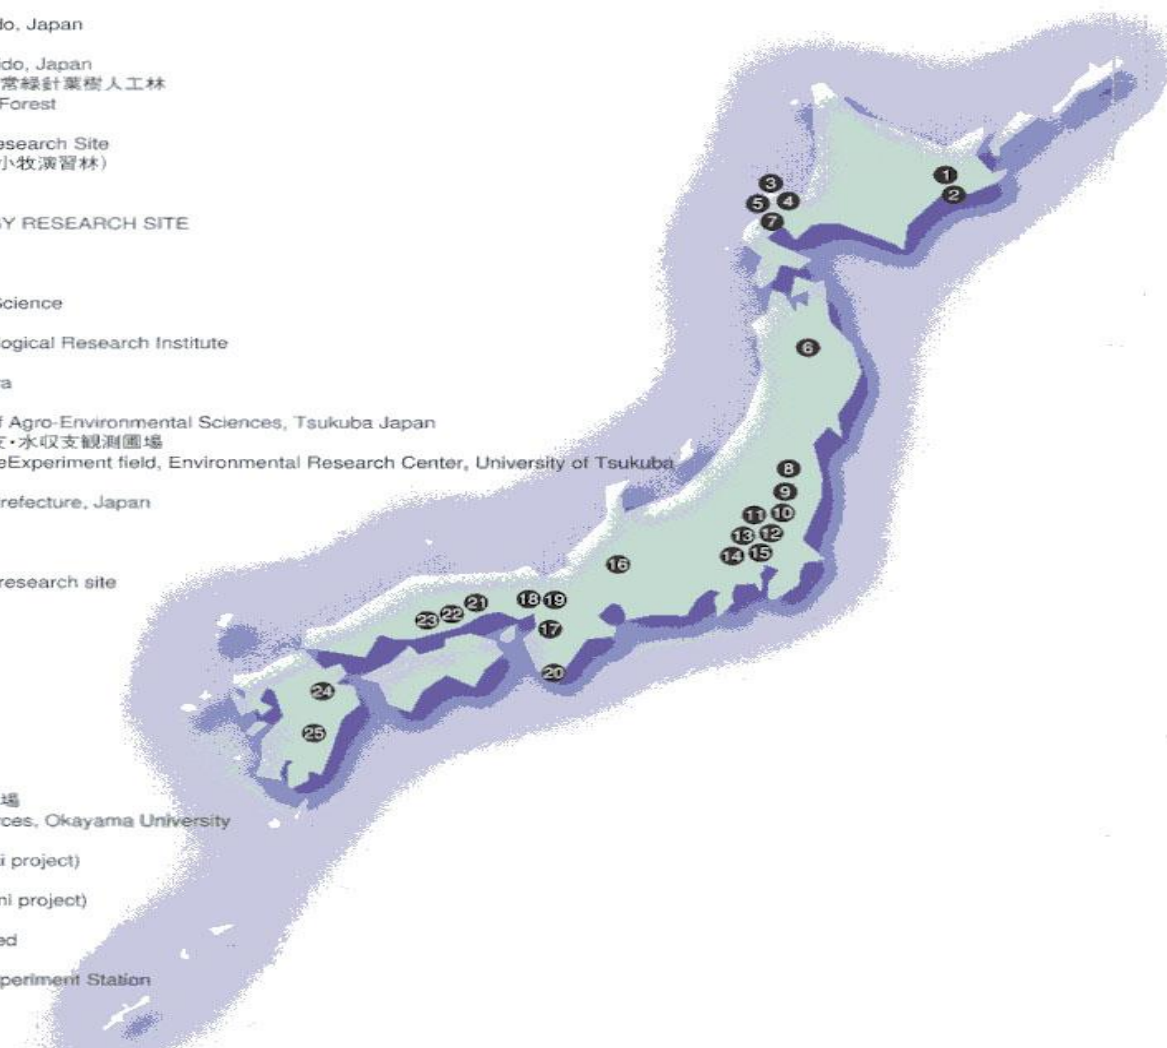 do, Japan
ido, Japan
常緑針葉樹人工林
Forest
esearch Site
小牧演習林）
GY RESEARCH SITE
Science
ological Research Institute
a
f Agro-Environmental Sciences, Tsukuba Japan
支・水収支観測圃場
eExperiment field, Environmental Research Center, University of Tsukuba
refecture, Japan
research site
場
ces, Okayama University
i project)
ni project)
ed
periment Station
1
2
3
4
5
7
6
8
9
10
11
12
13
14
15
16
17
18
19
20
21
22
23
24
25